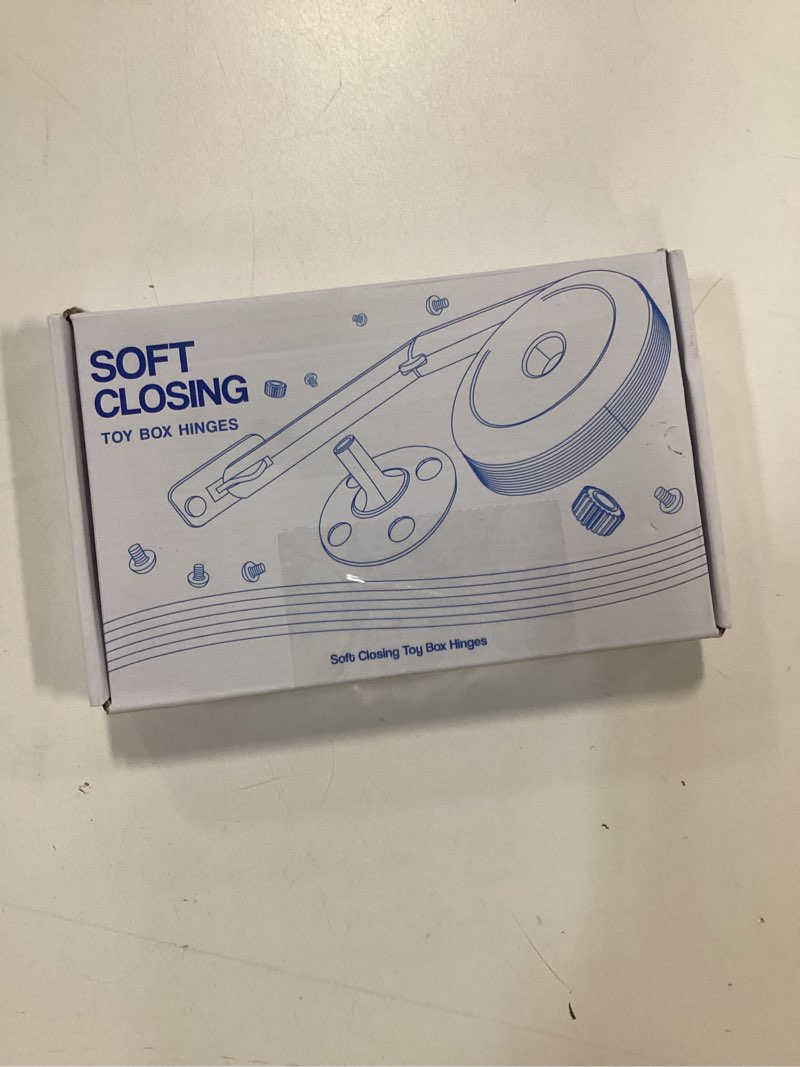 SOFT
CLOSING
TOY BOX HINGES
Soft Closing Toy Box Hinges